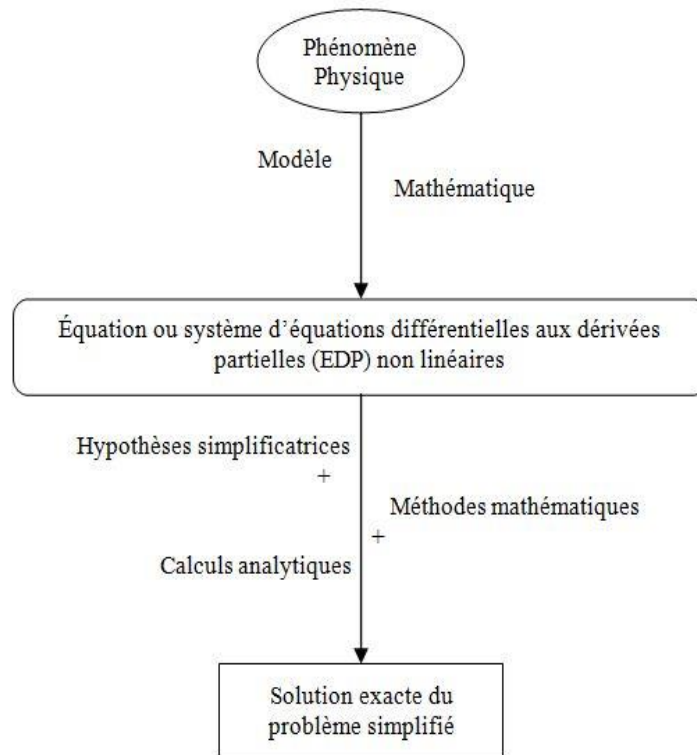 Phénomène
Physique
Modèle
Mathématique
Équation ou système d’équations différentielles aux dérivées
partielles (EDP) non linéaires
Hypothèses simplificatrices
+
Méthodes mathématiques
+
Calculs analytiques
Solution exacte du
problème simplifié